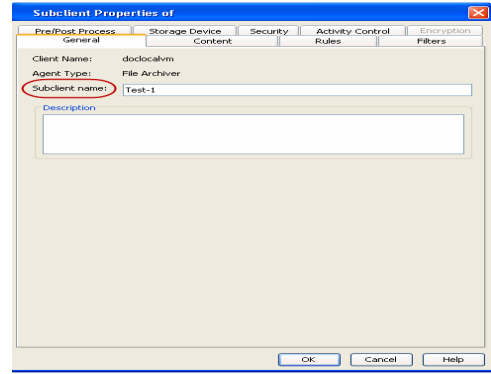 Subclient Properties of
Pre/Post Process Storage Device Security Activity Control Encryption
General Content Rules Filters
Client Name: doclocalvm
Agent Type: File Archiver
Subclient name: Test-1
Description
OK Cancel Help